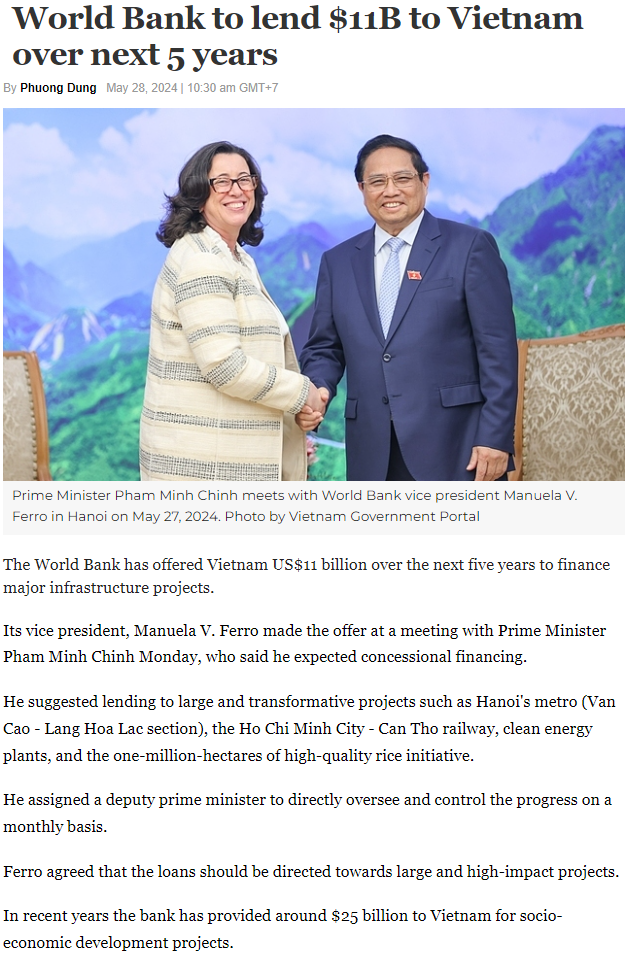 World Bank to lend $11B to Vietnam
over next 5 years
By Phuong Dung May 28, 2024 | 10:30 am GMT+7
Prime Minister Pham Minh Chinh meets with World Bank vice president Manuela V.
Ferro in Hanoi on May 27, 2024. Photo by Vietnam Government Portal
The World Bank has offered Vietnam US$11 billion over the next five years to finance
major infrastructure projects.
Its vice president, Manuela V. Ferro made the offer at a meeting with Prime Minister
Pham Minh Chinh Monday, who said he expected concessional financing.
He suggested lending to large and transformative projects such as Hanoi's metro (Van
Cao - Lang Hoa Lac section), the Ho Chi Minh City - Can Tho railway, clean energy
plants, and the one-million-hectares of high-quality rice initiative.
He assigned a deputy prime minister to directly oversee and control the progress on a
monthly basis.
Ferro agreed that the loans should be directed towards large and high-impact projects.
In recent years the bank has provided around $25 billion to Vietnam for socio-
economic development projects.